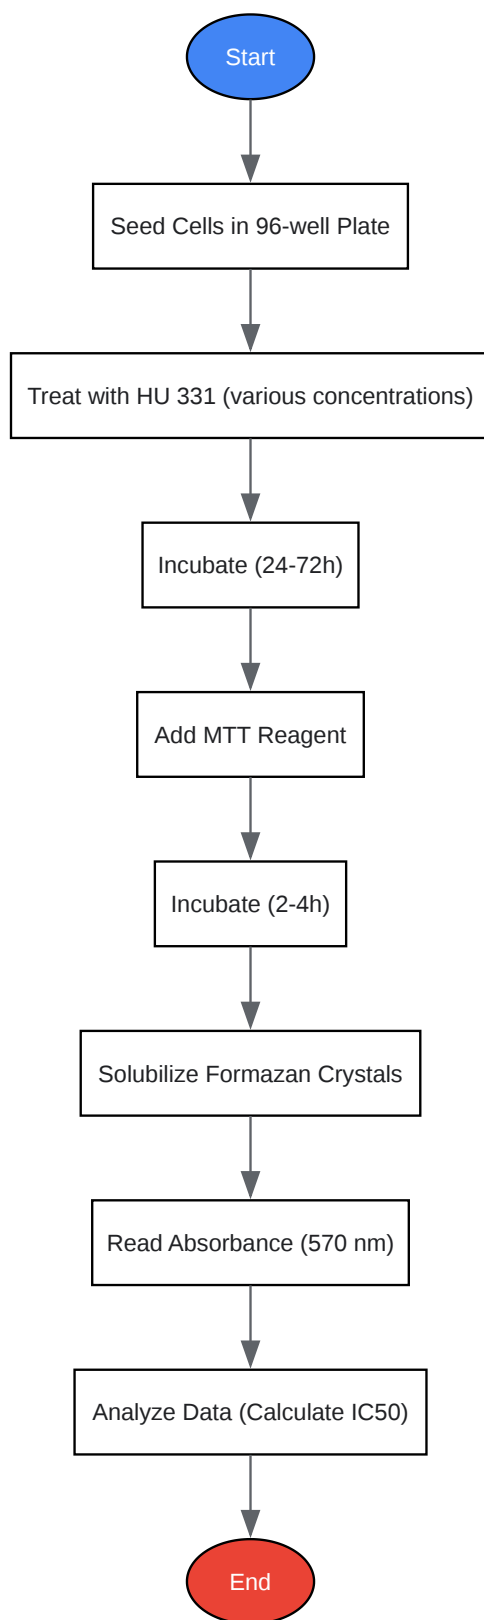 Start
Seed Cells in 96-well Plate
Treat with HU 331 (various concentrations)
Incubate (24-72h)
Add MTT Reagent
Incubate (2-4h)
Solubilize Formazan Crystals
Read Absorbance (570 nm)
Analyze Data (Calculate IC50)
End